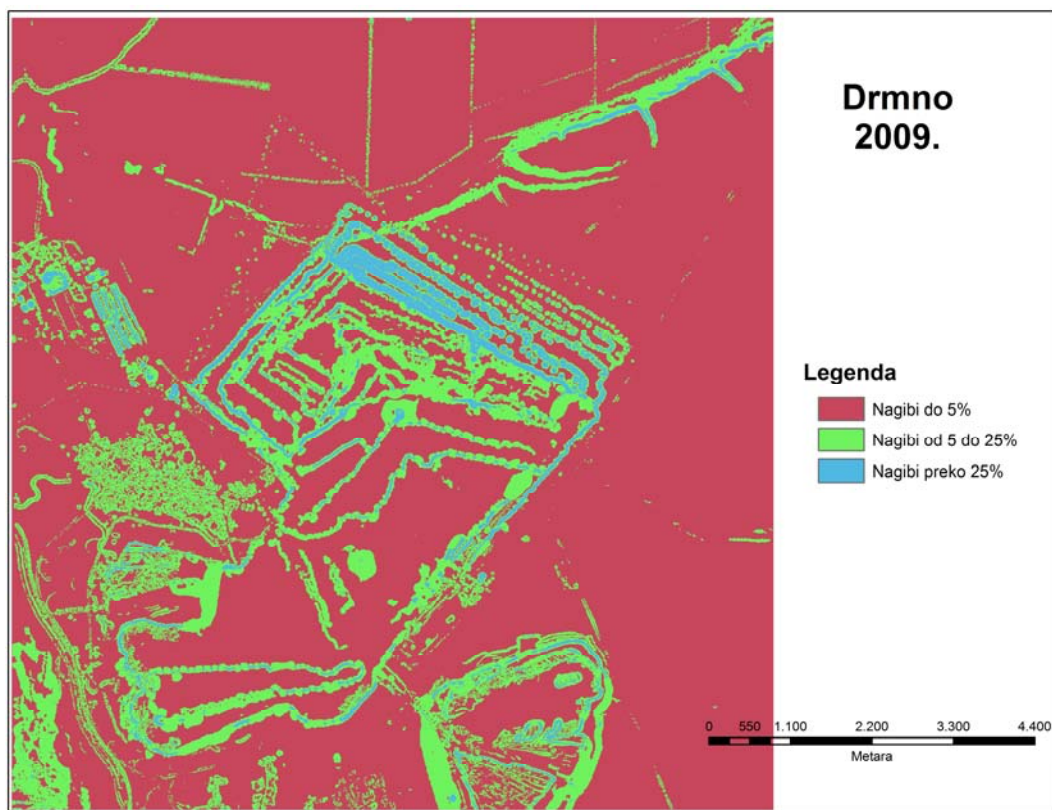 Drmno
2009.
Legenda
Nagibi do 5%
Nagibi od 5 do 25%
Nagibi preko 25%
0 550 1.100 2.200 3.300 4.400
Metara